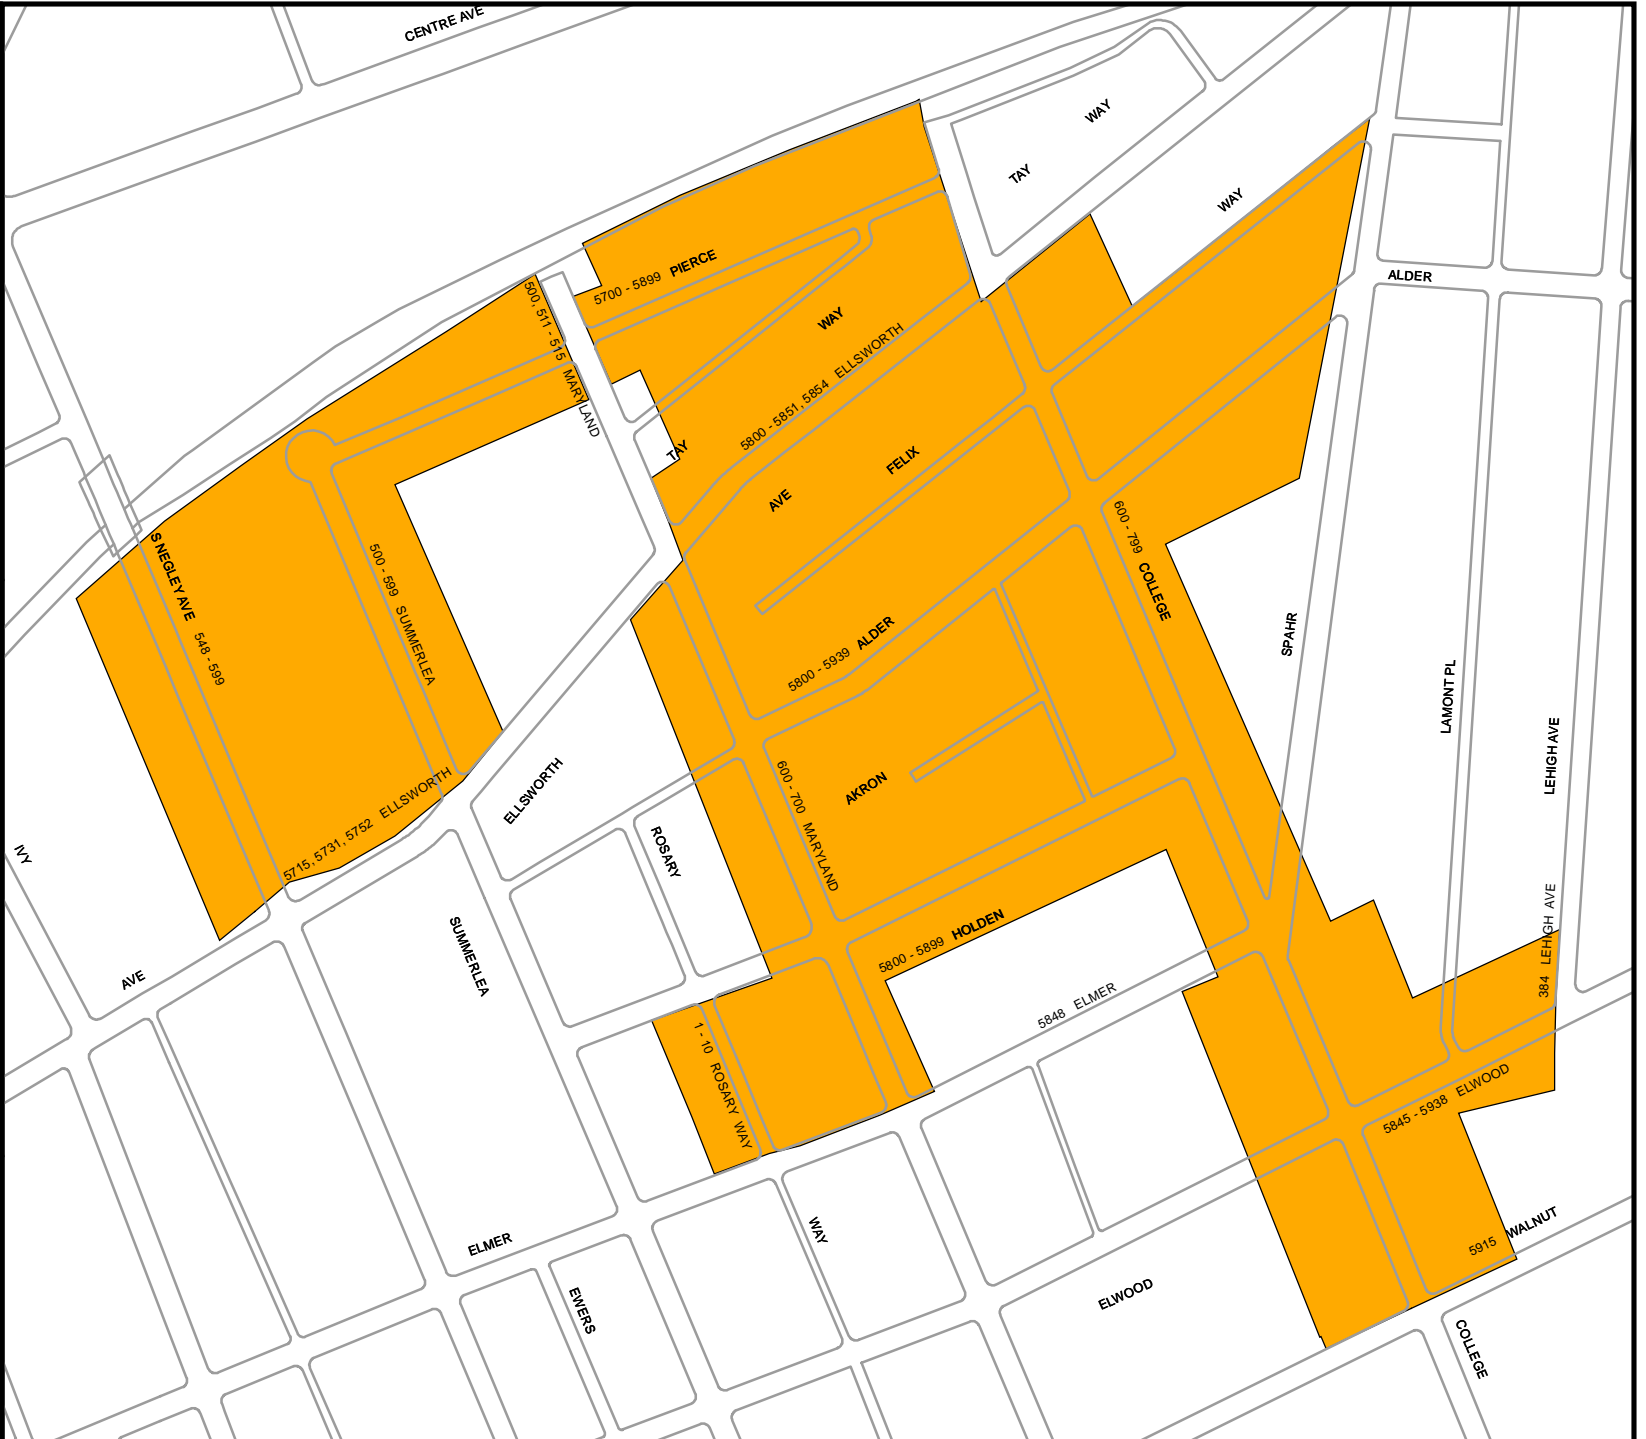 CENTRE AVE
WAY
TAY
WAY
5700 - 5899 PIERCE
ALDER
500, 511 - 515 MARYLAND
WAY
5800 - 5851, 5854 ELLSWORTH
TAY
FELIX
AVE
S NEGLEY AVE 548 - 599
500 - 599 SUMMERLEA
600 - 799 COLLEGE
5800 - 5939 ALDER
SPAHR
LAMONT PL
LEHIGH AVE
ELLSWORTH
AKRON
600 - 700 MARYLAND
5715, 5731, 5752 ELLSWORTH
IVY
ROSARY
SUMMERLEA
5800 - 5899 HOLDEN
384 LEHIGH AVE
AVE
5848 ELMER
1 - 10 ROSARY WAY
5845 - 5938 ELWOOD
WAY
ELMER
5915 WALNUT
ELWOOD
EWERS
COLLEGE